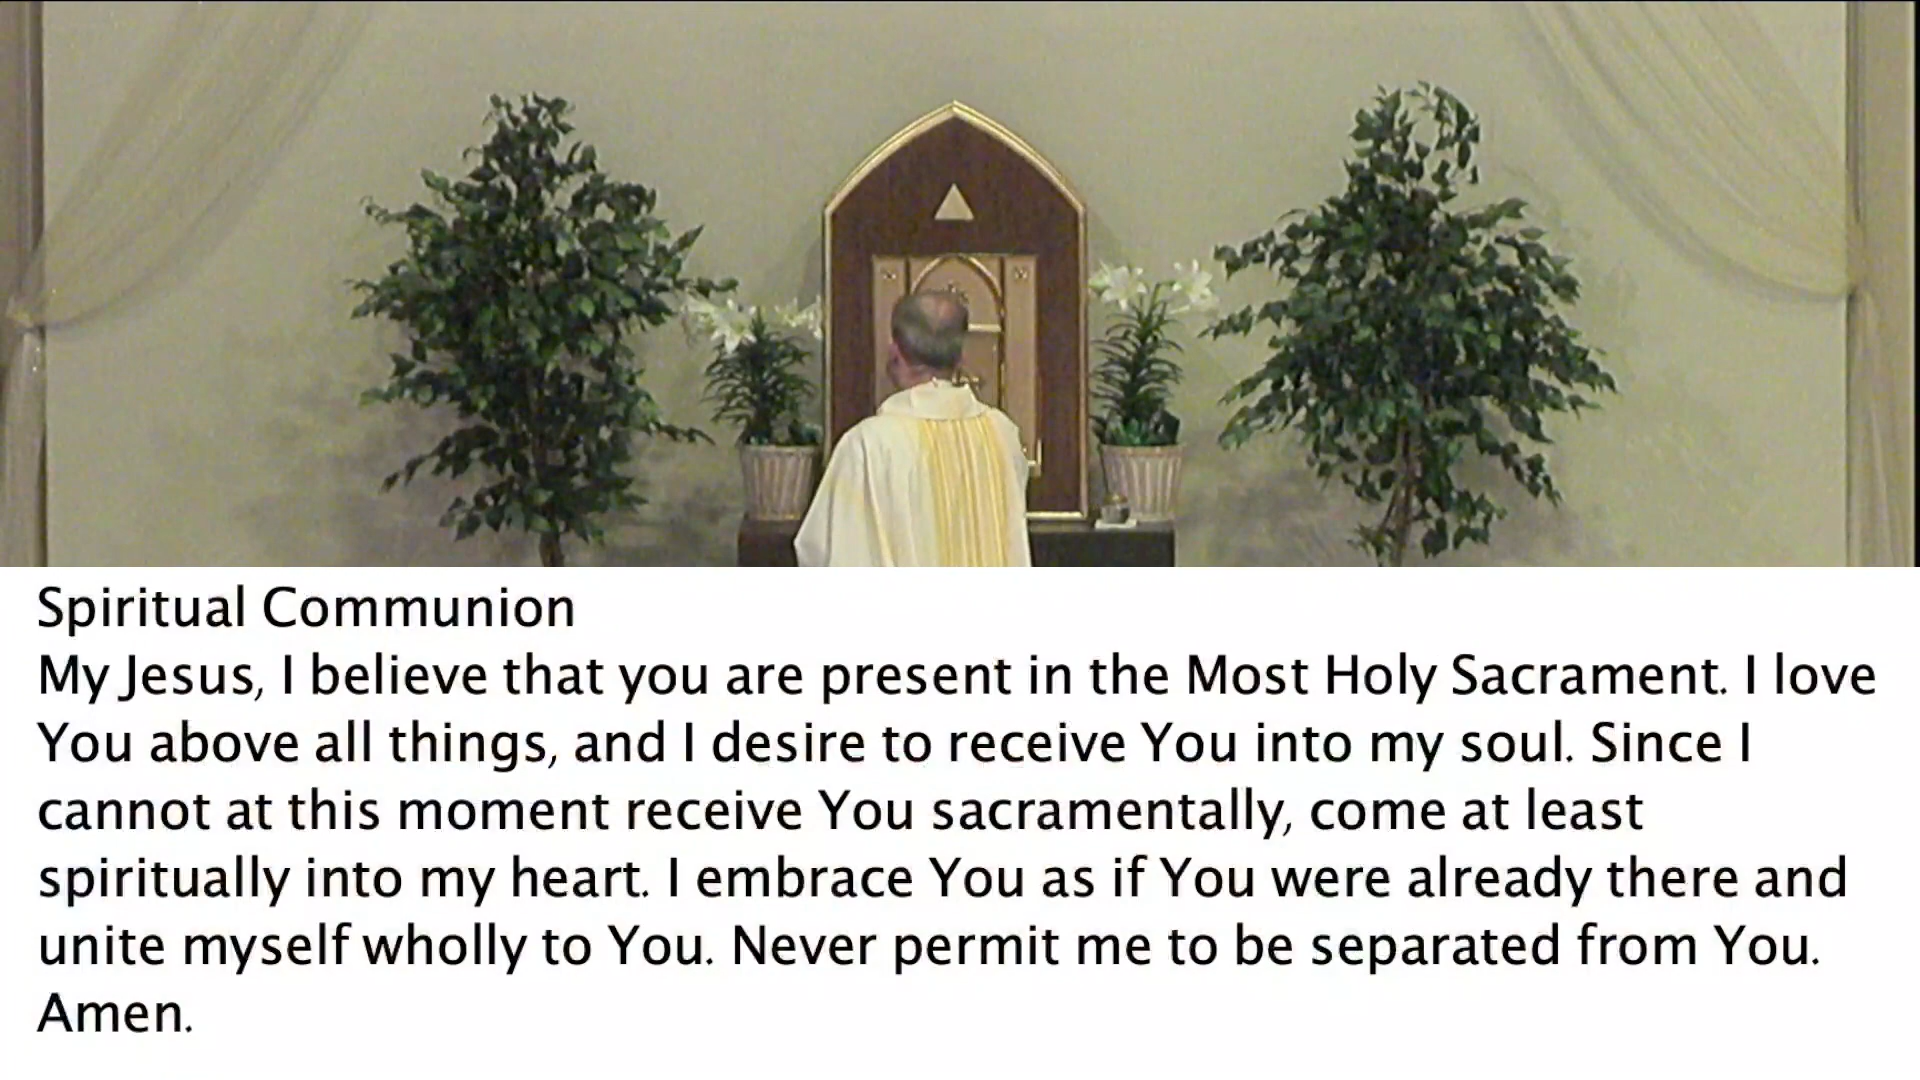 Spiritual Communion
My Jesus, I believe that you are present in the Most Holy Sacrament. I love
You above all things, and I desire to receive You into my soul. Since I
cannot at this moment receive You sacramentally, come at least
spiritually into my heart. I embrace You as if You were already there and
unite myself wholly to You. Never permit me to be separated from You.
Amen.